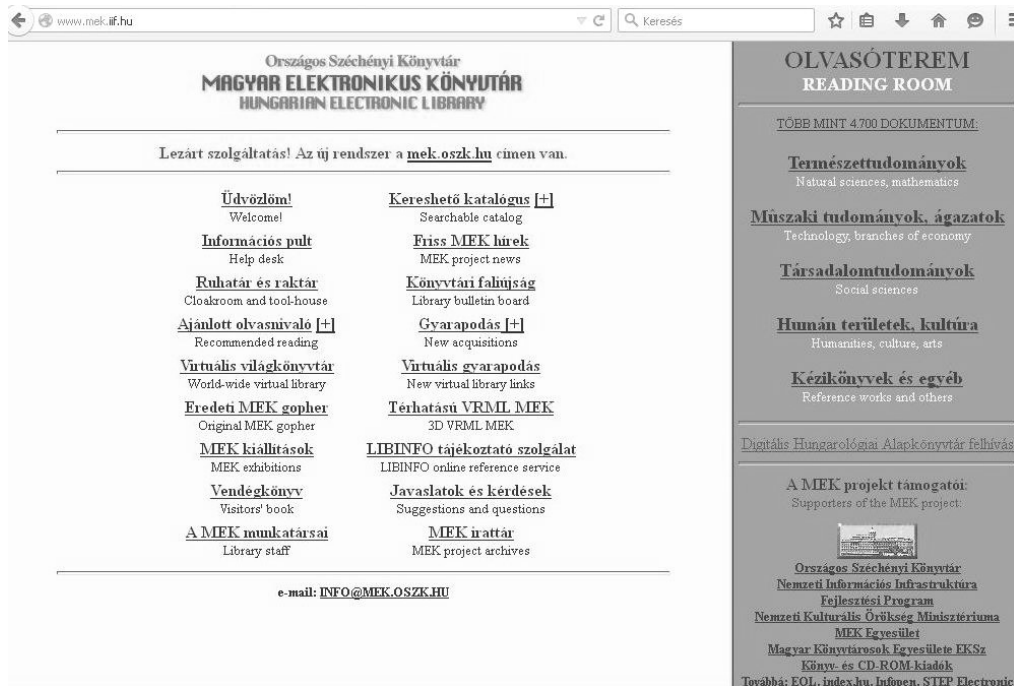 www.mek.iif.hu
Keresés
Országos Széchényi Könyvtár
MAGYAR ELEKTRONIKUS KÖNYVTÁR
HUNGARIAN ELECTRONIC LIBRARY
Lezárt szolgáltatás! Az új rendszer a mek.oszk.hu címen van.
Üdvözlöm!
Welcome!
Információs pult
Help desk
Ruhatár és raktár
Cloakroom and tool-house
Ajánlott olvasnivaló [+]
Recommended reading
Virtuális világkönyvtár
World-wide virtual library
Eredeti MEK gopher
Original MEK gopher
MEK kiállítások
MEK exhibitions
Vendégkönyv
Visitors' book
A MEK munkatársai
Library staff
Kereshető katalógus [+]
Searchable catalog
Friss MEK hírek
MEK project news
Könyvtári faliújság
Library bulletin board
Gyarapodás [+]
New acquisitions
Virtuális gyarapodás
New virtual library links
Térhatású VRML MEK
3D VRML MEK
LIBINFO tájékoztató szolgálat
LIBINFO online reference service
Javaslatok és kérdések
Suggestions and questions
MEK irattár
MEK project archives
e-mail: INFO@MEK.OSZK.HU
OLVASÓTEREM
READING ROOM
TÖBB MINT 4.700 DOKUMENTUM:
Természettudományok
Natural sciences, mathematics
Mûszaki tudományok, ágazatok
Technology, branches of economy
Társadalomtudományok
Social sciences
Humán területek, kultúra
Humanities, culture, arts
Kézikönyvek és egyéb
Reference works and others
Digitális Hungarológiai Alapkönyvtár felhívás
A MEK projekt támogatói:
Supporters of the MEK project:
Országos Széchényi Könyvtár
Nemzeti Információs Infrastruktúra
Fejlesztési Program
Nemzeti Kulturális Örökség Minisztériuma
MEK Egyesület
Magyar Könyvtárosok Egyesülete EKSz
Könyv- és CD-ROM-kiadók
Továbbá: EOL, index.hu, Infopen, STEP Electronic